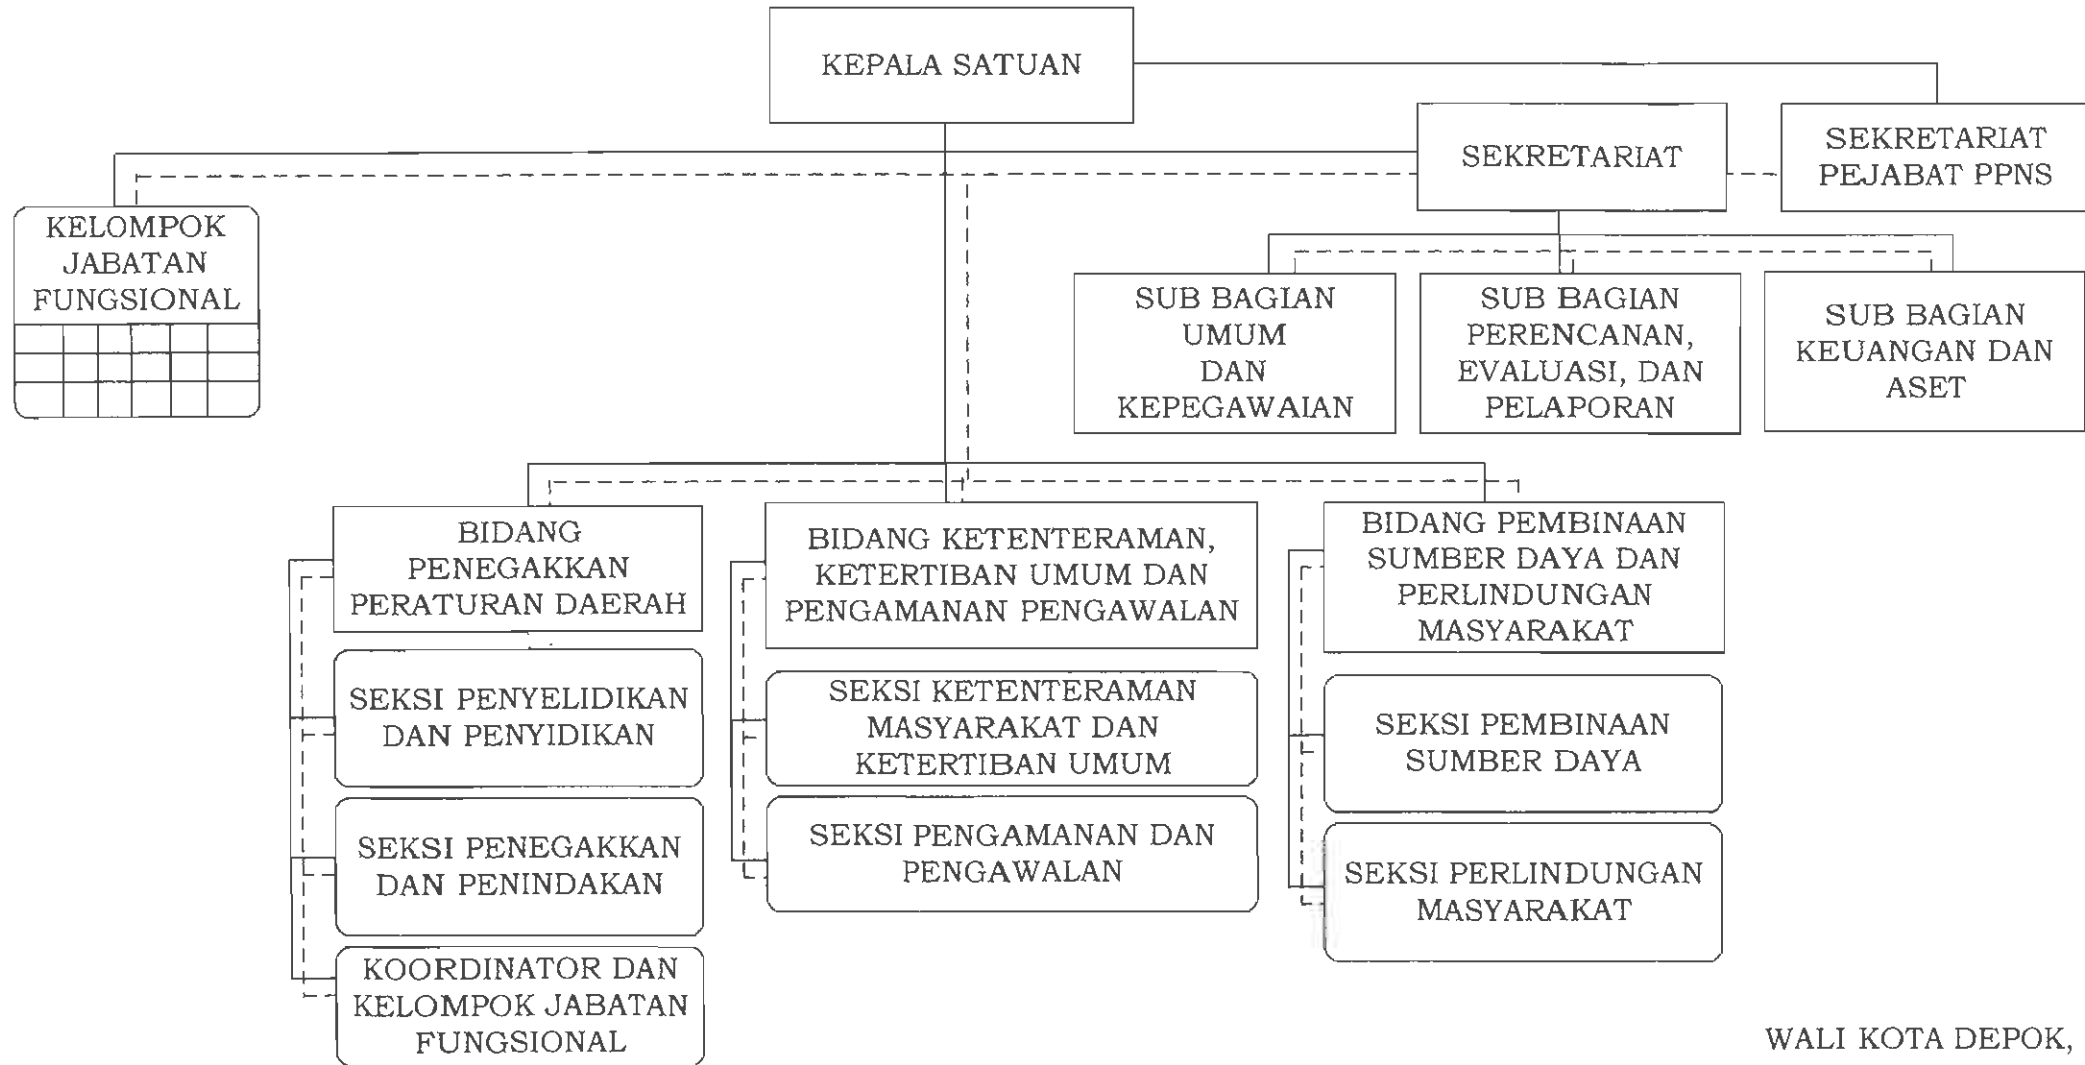 KEPALA SATUAN
SEKRETARIAT
SEKRETARIAT
PEJABAT PPNS
KELOMPOK
JABATAN
FUNGSIONAL
SUB BAGIAN
UMUM
DAN
KEPEGAWAIAN
SUB BAGIAN
PERENCANAN,
EVALUASI, DAN
PELAPORAN
SUB BAGIAN
KEUANGAN DAN
ASET
BIDANG
PENEGAKKAN
PERATURAN DAERAH
BIDANG KETENTERAMAN,
KETERTIBAN UMUM DAN
PENGAMANAN PENGAWALAN
BIDANG PEMBINAAN
SUMBER DAYA DAN
PERLINDUNGAN
MASYARAKAT
SEKSI PENYELIDIKAN
DAN PENYIDIKAN
SEKSI KETENTERAMAN
MASYARAKAT DAN
KETERTIBAN UMUM
SEKSI PEMBINAAN
SUMBER DAYA
SEKSI PENEGAKKAN
DAN PENINDAKAN
SEKSI PENGAMANAN DAN
PENGAWALAN
SEKSI PERLINDUNGAN
MASYARAKAT
KOORDINATOR DAN
KELOMPOK JABATAN
FUNGSIONAL
WALI KOTA DEPOK,